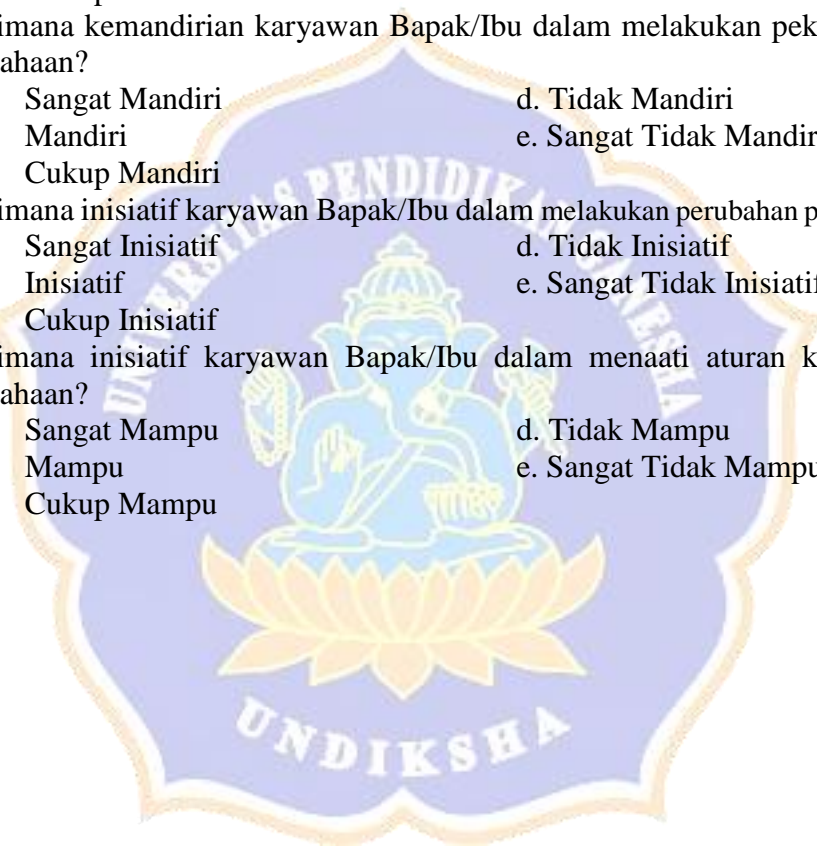 imana kemandirian karyawan Bapak/Ibu dalam melakukan pek
ahaan?
Sangat Mandiri d. Tidak Mandiri
Mandiri e. Sangat Tidak Mandir
Cukup Mandiri
imana inisiatif karyawan Bapak/Ibu dalam melakukan perubahan p
Sangat Inisiatif d. Tidak Inisiatif
Inisiatif e. Sangat Tidak Inisiatif
Cukup Inisiatif
imana inisiatif karyawan Bapak/Ibu dalam menaati aturan k
ahaan?
Sangat Mampu d. Tidak Mampu
Mampu e. Sangat Tidak Mampu
Cukup Mampu
UNIVERSITAS PENDIDIKAN GANESHA
UNDIKSHA